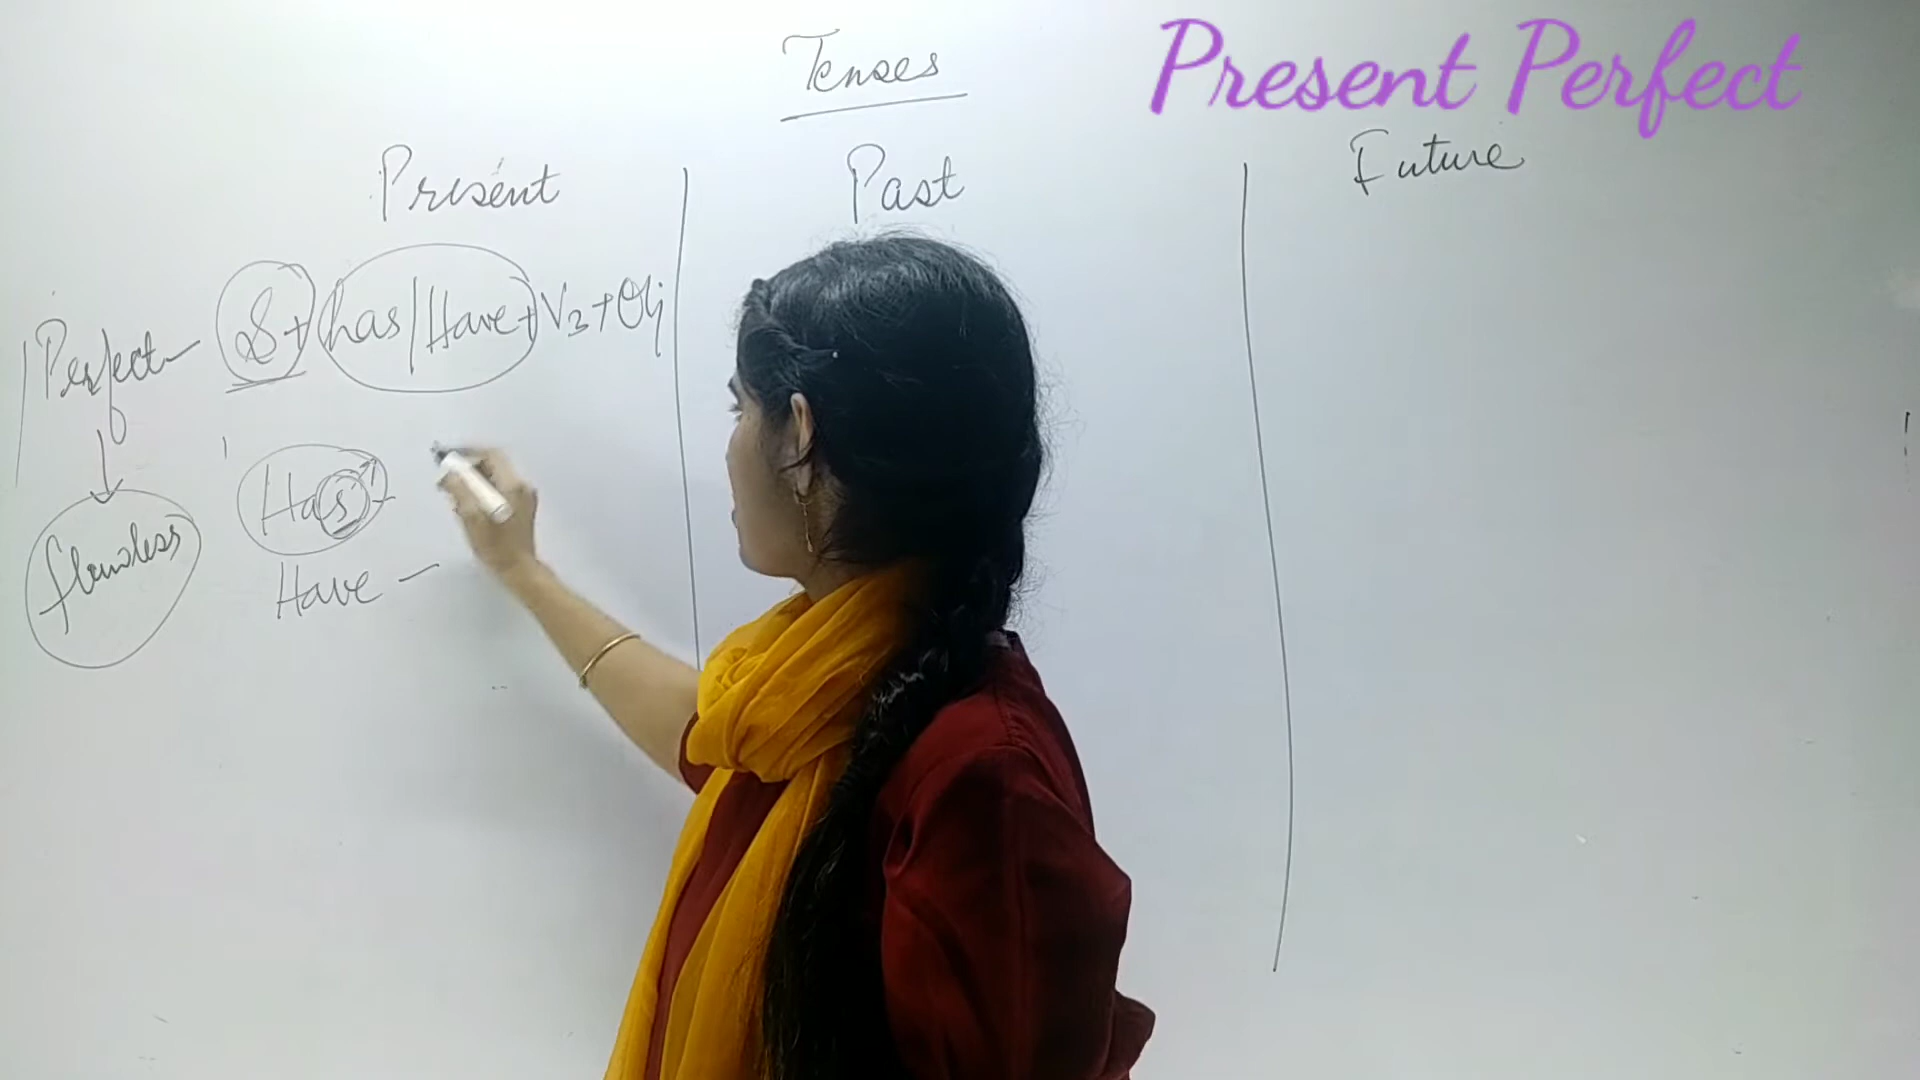 Tenses
Present Perfect
Present
Past
Future
Perfect - S + has/Have + V3 + Obj
Has -
Have -
flawless